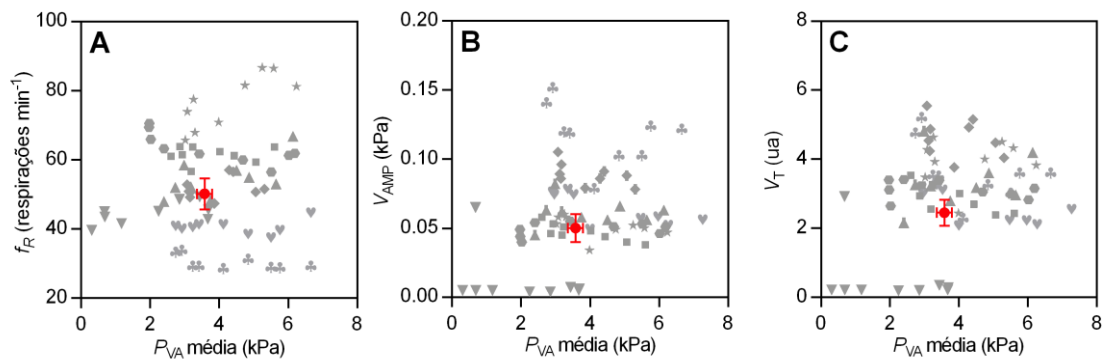 A
f_R (respirações min⁻¹)
100
80
60
40
20
0 2 4 6 8
P_VA média (kPa)
B
V_AMP (kPa)
0.20
0.15
0.10
0.05
0.00
0 2 4 6 8
P_VA média (kPa)
C
V_T (ua)
8
6
4
2
0
0 2 4 6 8
P_VA média (kPa)